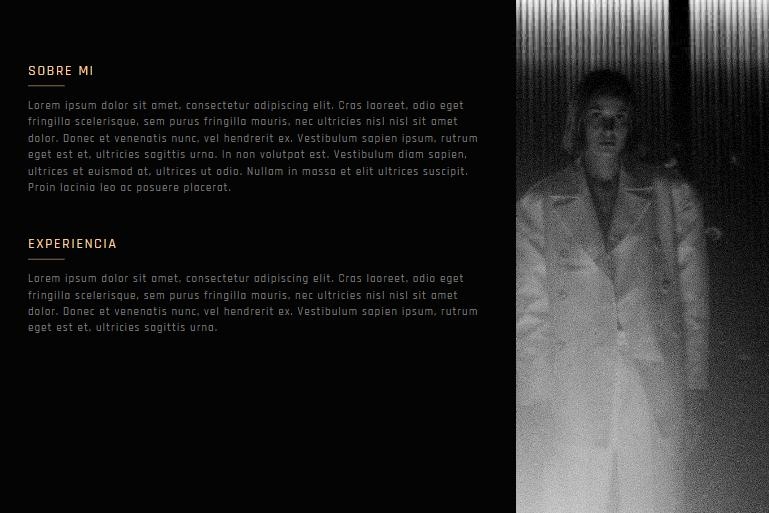 SOBRE MI
Lorem ipsum dolor sit amet, consectetur adipiscing elit. Cras laoreet, odio eget
fringilla scelerisque, sem purus fringilla mauris, nec ultricies nisl nisl sit amet
dolor. Donec et venenatis nunc, vel hendrerit ex. Vestibulum sapien ipsum, rutrum
eget est et, ultricies sagittis urna. In non volutpat est. Vestibulum diam sapien,
ultrices et euismod at, ultrices ut odio. Nullam in massa et elit ultrices suscipit.
Proin lacinia leo ac posuere placerat.
EXPERIENCIA
Lorem ipsum dolor sit amet, consectetur adipiscing elit. Cras laoreet, odio eget
fringilla scelerisque, sem purus fringilla mauris, nec ultricies nisl nisl sit amet
dolor. Donec et venenatis nunc, vel hendrerit ex. Vestibulum sapien ipsum, rutrum
eget est et, ultricies sagittis urna.